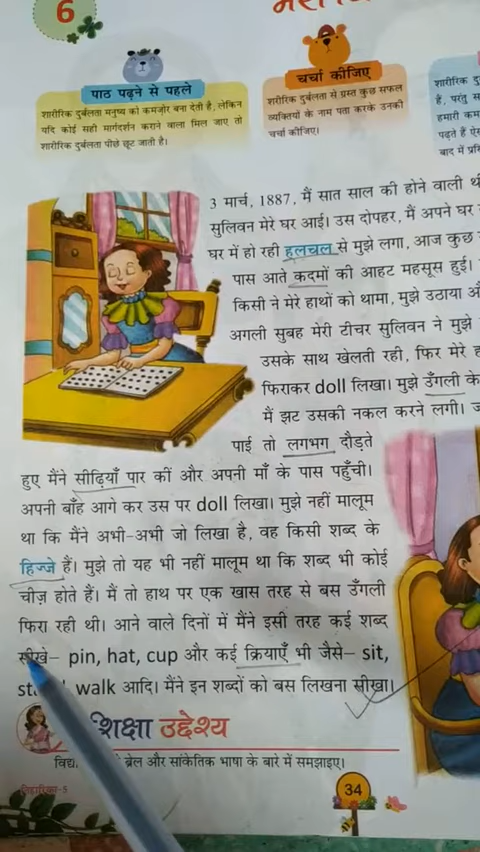 6
पाठ पढ़ने से पहले
शारीरिक दुर्बलता मनुष्य को कमज़ोर बना देती है, लेकिन
यदि कोई सही मार्गदर्शन कराने वाला मिल जाए तो
शारीरिक दुर्बलता पीछे छूट जाती है।
चर्चा कीजिए
शारीरिक दुर्बलता से ग्रस्त कुछ सफल
व्यक्तियों के नाम पता करके उनकी
चर्चा कीजिए।
शारीरिक
हैं, परंतु
हमारी कम
पढ़ते हैं
बाद में
3 मार्च, 1887, मैं सात साल की होने वाली
सुलिवन मेरे घर आई। उस दोपहर, मैं अपने घर
घर में हो रही हलचल से मुझे लगा, आज कुछ
पास आते कदमों की आहट महसूस हुई।
किसी ने मेरे हाथों को थामा, मुझे उठाया
अगली सुबह मेरी टीचर सुलिवन ने मुझे
उसके साथ खेलती रही, फिर मेरे
फिराकर doll लिखा। मुझे उँगली के
मैं झट उसकी नकल करने लगी।
पाई तो लगभग दौड़ते
हुए मैंने सीढ़ियाँ पार कीं और अपनी माँ के पास पहुँची।
अपनी बाँहें आगे कर उस पर doll लिखा। मुझे नहीं मालूम
था कि मैंने अभी-अभी जो लिखा है, वह किसी शब्द के
हिज्जे हैं। मुझे तो यह भी नहीं मालूम था कि शब्द भी कोई
चीज़ होते हैं। मैं तो हाथ पर एक खास तरह से बस उँगली
फिरा रही थी। आने वाले दिनों में मैंने इसी तरह कई शब्द
सीखे– pin, hat, cup और कई क्रियाएँ भी जैसे– sit,
walk आदि। मैंने इन शब्दों को बस लिखना सीखा।
शिक्षा उद्देश्य
ब्रेल और सांकेतिक भाषा के बारे में समझाइए।
34